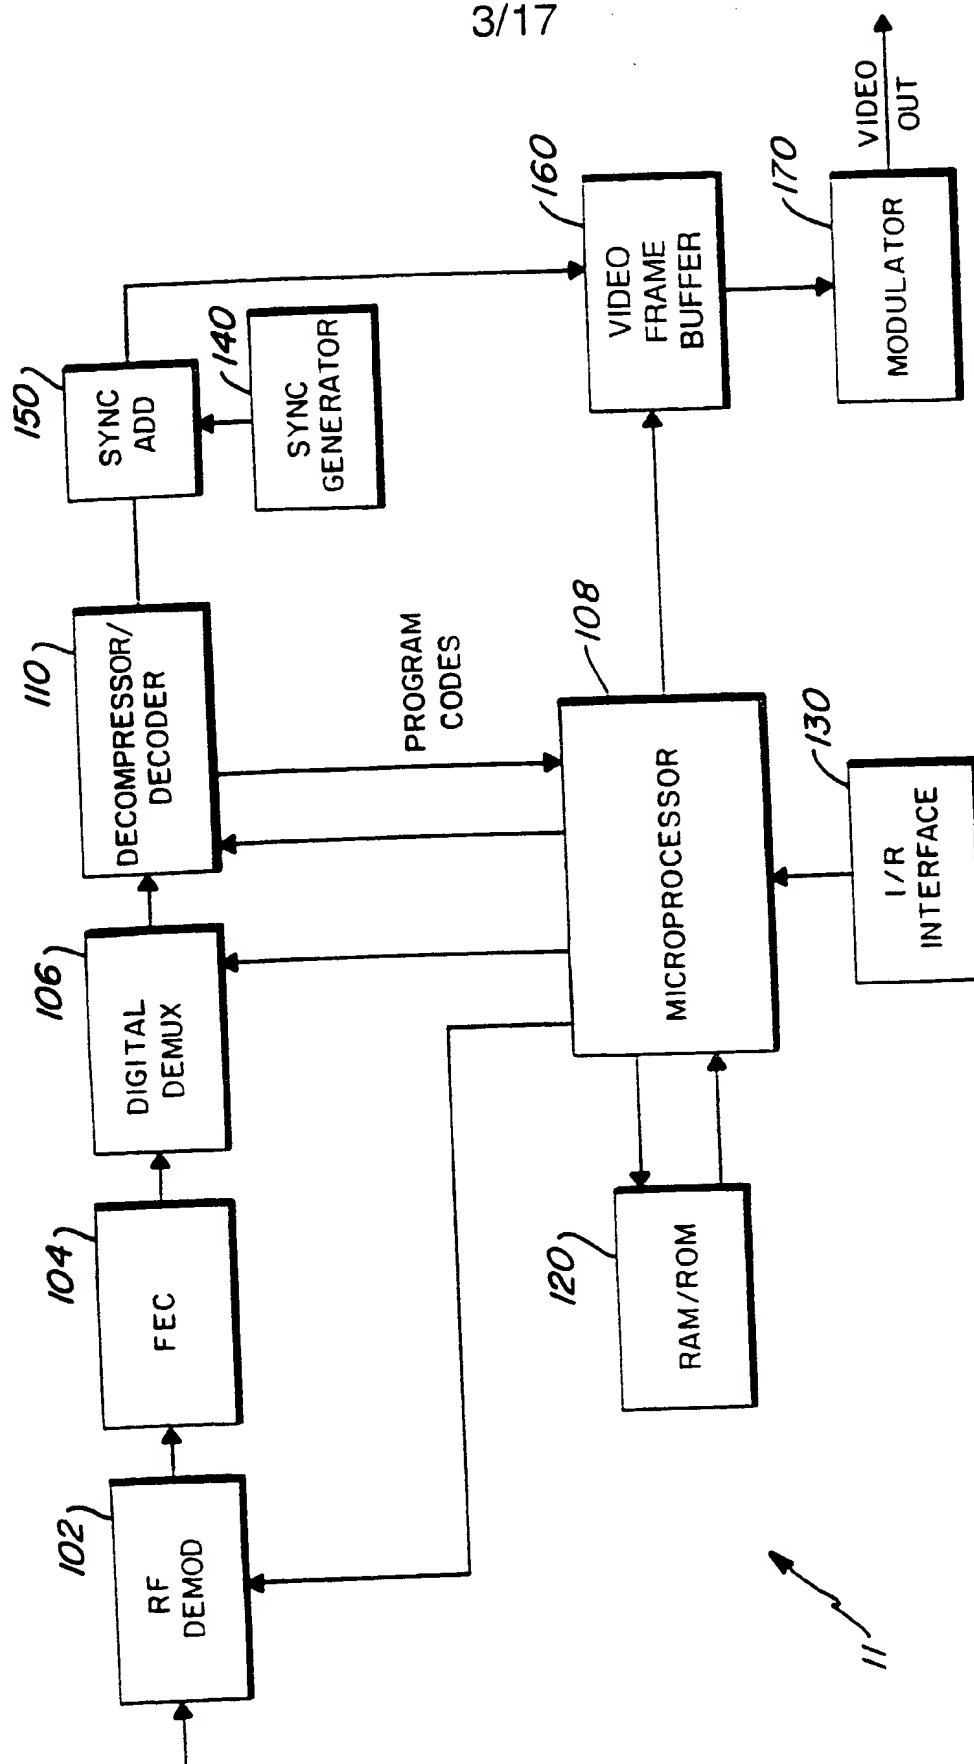 3/17
102
RF
DEMOD
104
FEC
106
DIGITAL
DEMUX
110
DECOMPRESSOR/
DECODER
150
SYNC
ADD
140
SYNC
GENERATOR
PROGRAM
CODES
160
VIDEO
FRAME
BUFFER
108
MICROPROCESSOR
120
RAM/ROM
130
I/R
INTERFACE
170
MODULATOR
VIDEO
OUT
11